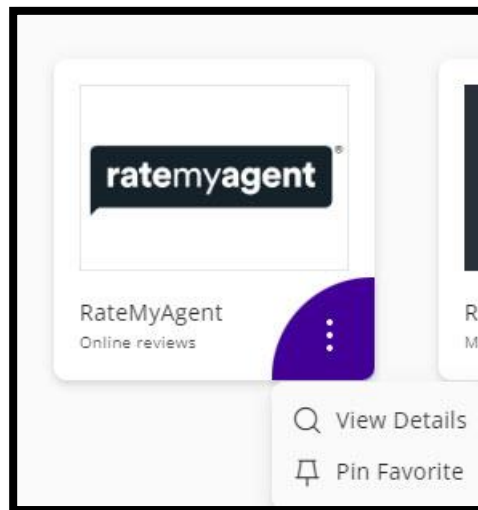 ratemyagent®
RateMyAgent
Online reviews
R
M
View Details
Pin Favorite